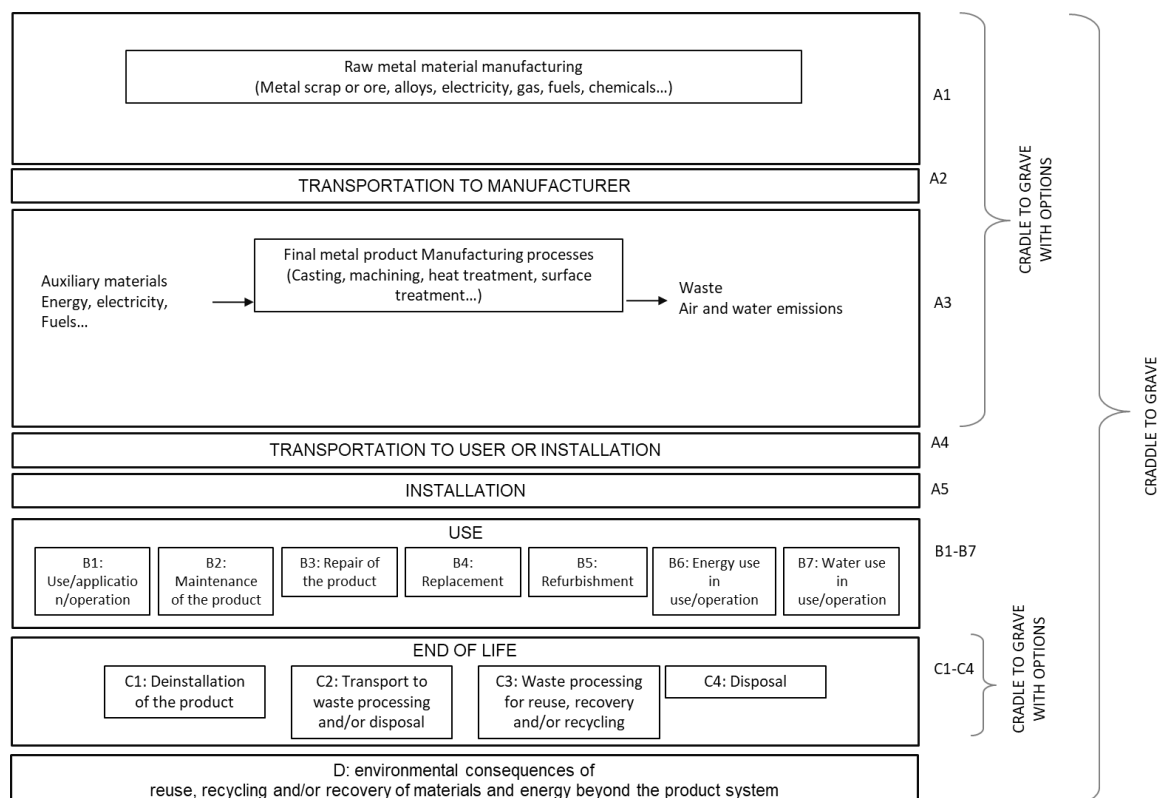 Raw metal material manufacturing
(Metal scrap or ore, alloys, electricity, gas, fuels, chemicals…)
A1
TRANSPORTATION TO MANUFACTURER
A2
Final metal product Manufacturing processes
(Casting, machining, heat treatment, surface
treatment…)
Auxiliary materials
Energy, electricity,
Fuels…
Waste
Air and water emissions
A3
CRADLE TO GRAVE
WITH OPTIONS
TRANSPORTATION TO USER OR INSTALLATION
A4
INSTALLATION
A5
USE
B1:
Use/applicatio
n/operation
B2:
Maintenance
of the product
B3: Repair of
the product
B4:
Replacement
B5:
Refurbishment
B6: Energy use
in
use/operation
B7: Water use
in
use/operation
B1-B7
END OF LIFE
C1: Deinstallation
of the product
C2: Transport to
waste processing
and/or disposal
C3: Waste processing
for reuse, recovery
and/or recycling
C4: Disposal
C1-C4
CRADLE TO GRAVE
WITH OPTIONS
CRADDLE TO GRAVE
D: environmental consequences of
reuse, recycling and/or recovery of materials and energy beyond the product system